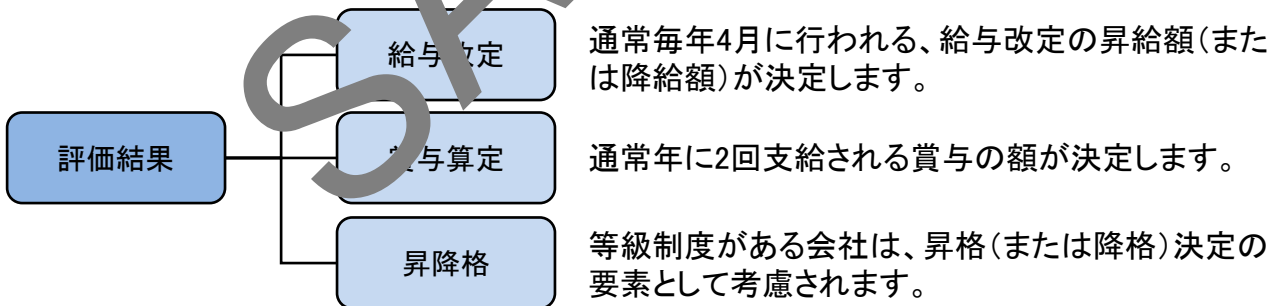 給与改定
通常毎年4月に行われる、給与改定の昇給額(また
は降給額)が決定します。
評価結果
賞与算定
通常年に2回支給される賞与の額が決定します。
昇降格
等級制度がある会社は、昇格(または降格)決定の
要素として考慮されます。